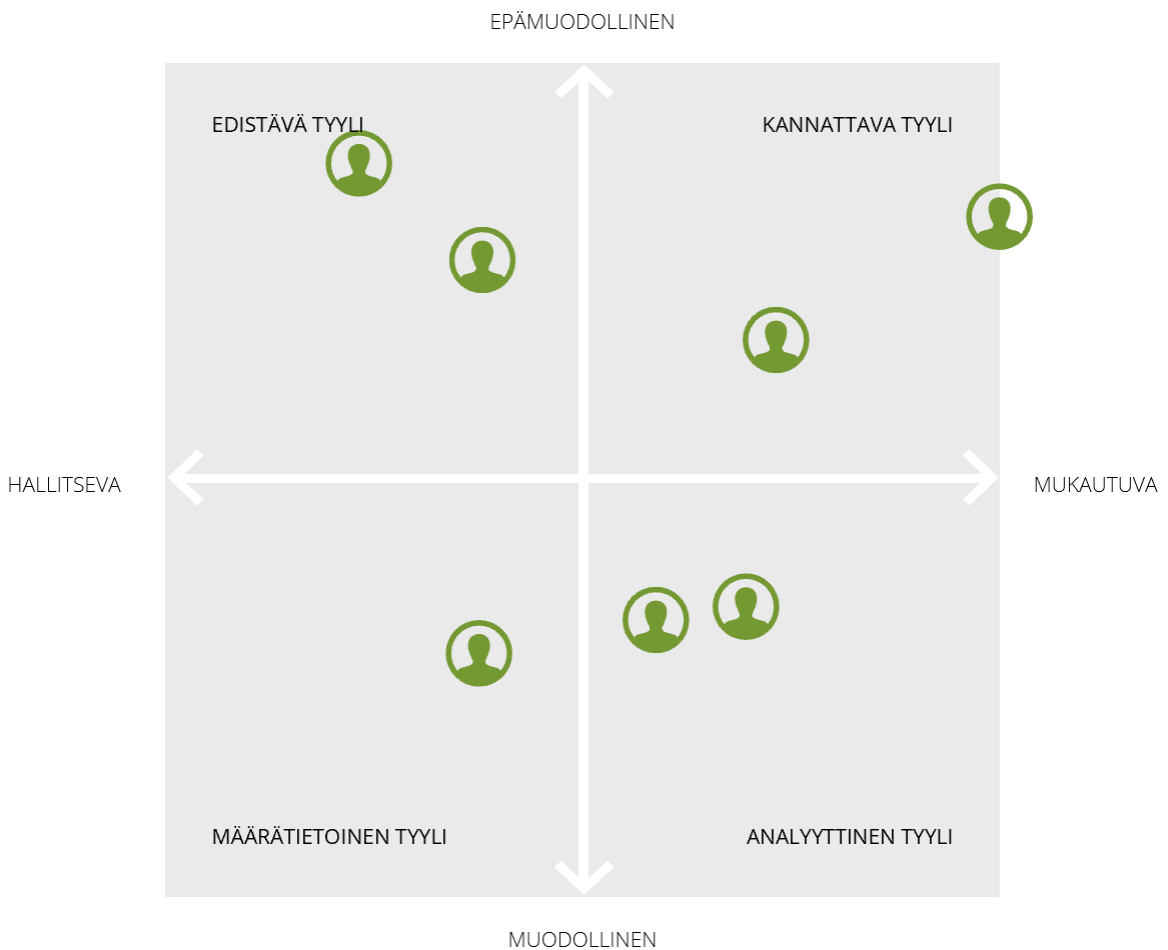 EPÄMUODOLLINEN
EDISTÄVÄ TYYLI
KANNATTAVA TYYLI
HALLITSEVA
MUKAUTUVA
MÄÄRÄTIETOINEN TYYLI
ANALYYTTINEN TYYLI
MUODOLLINEN